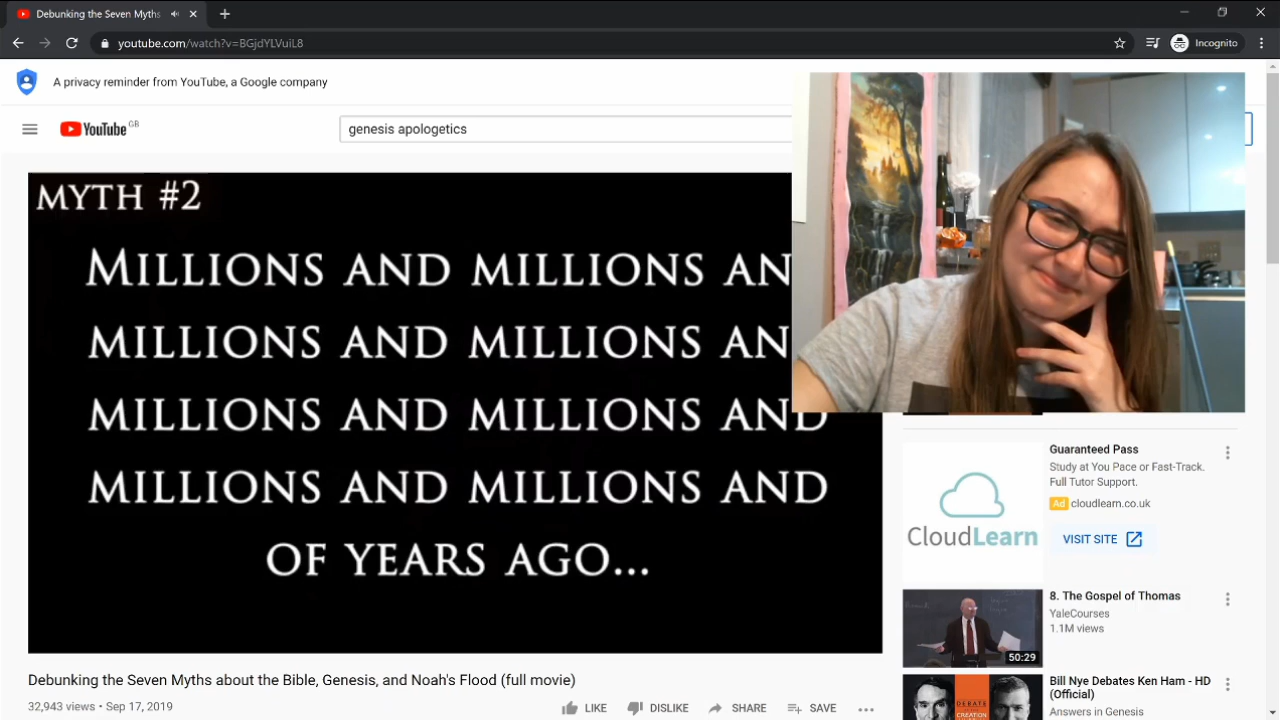 Debunking the Seven Myths
youtube.com/watch?v=BGjdYLVuiL8
Incognito
A privacy reminder from YouTube, a Google company
YouTube GB
genesis apologetics
MYTH #2
MILLIONS AND MILLIONS AN
MILLIONS AND MILLIONS AN
MILLIONS AND MILLIONS AND
MILLIONS AND MILLIONS AND
OF YEARS AGO...
Debunking the Seven Myths about the Bible, Genesis, and Noah's Flood (full movie)
32,943 views • Sep 17, 2019
LIKE
DISLIKE
SHARE
SAVE
CloudLearn
Guaranteed Pass
Study at You Pace or Fast-Track.
Full Tutor Support.
Ad cloudlearn.co.uk
VISIT SITE
50:29
8. The Gospel of Thomas
YaleCourses
1.1M views
DEBATE
Bill Nye Debates Ken Ham - HD
(Official)
Answers in Genesis